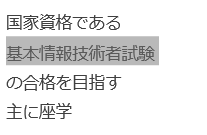 国家資格である
基本情報技術者試験
の合格を目指す
主に座学